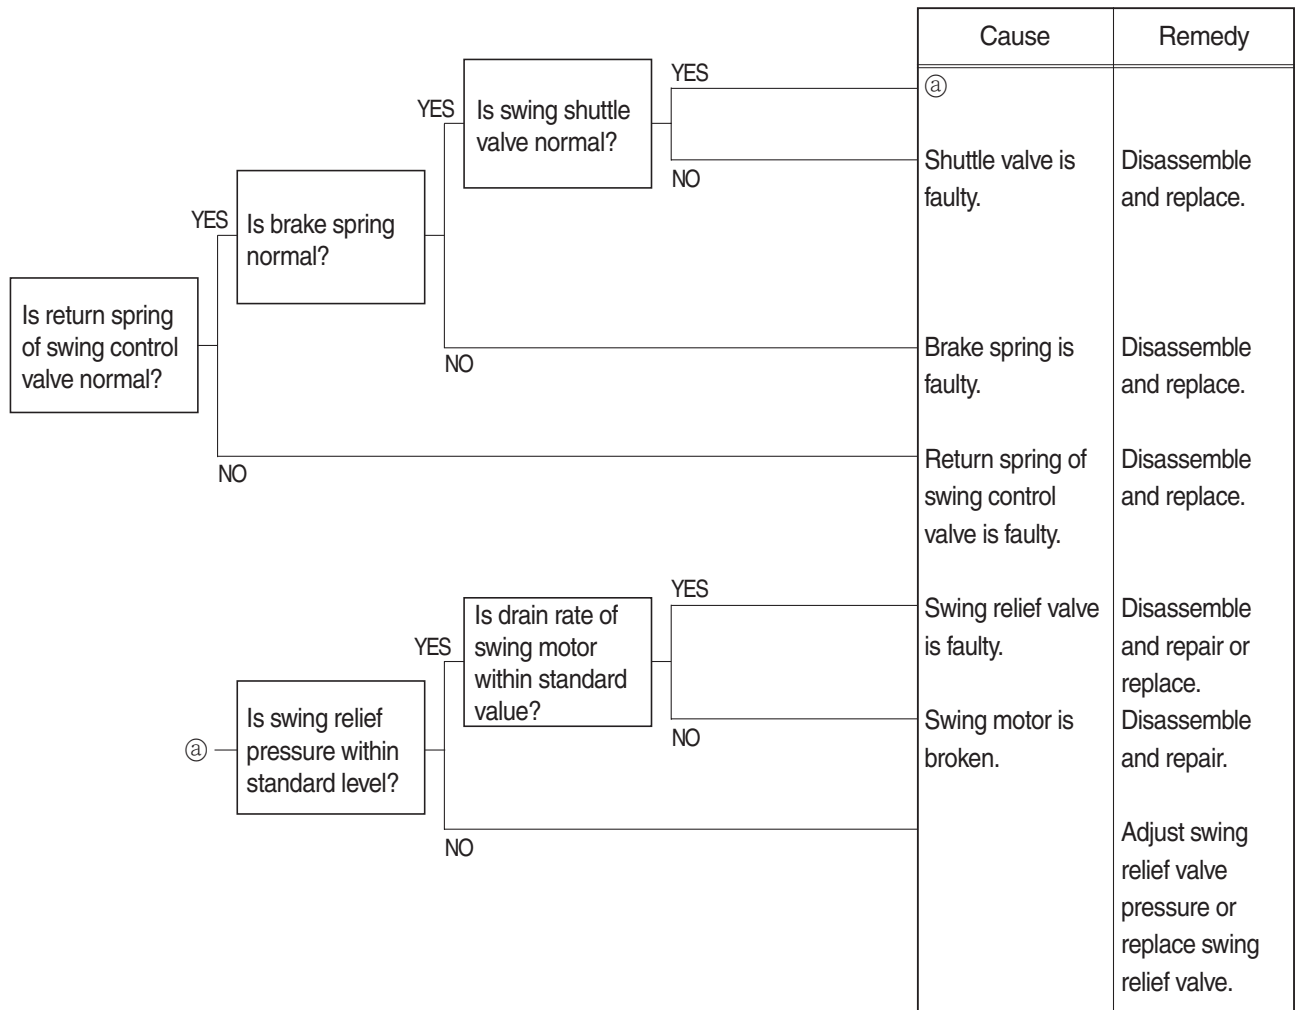 Cause
Remedy
YES
ⓐ
YES
Is swing shuttle
valve normal?
NO
Shuttle valve is
faulty.
Disassemble
and replace.
YES
Is brake spring
normal?
Is return spring
of swing control
valve normal?
NO
Brake spring is
faulty.
Disassemble
and replace.
NO
Return spring of
swing control
valve is faulty.
Disassemble
and replace.
YES
Is drain rate of
swing motor
within standard
value?
Swing relief valve
is faulty.
Disassemble
and repair or
replace.
YES
NO
Swing motor is
broken.
Disassemble
and repair.
ⓐ
Is swing relief
pressure within
standard level?
NO
Adjust swing
relief valve
pressure or
replace swing
relief valve.